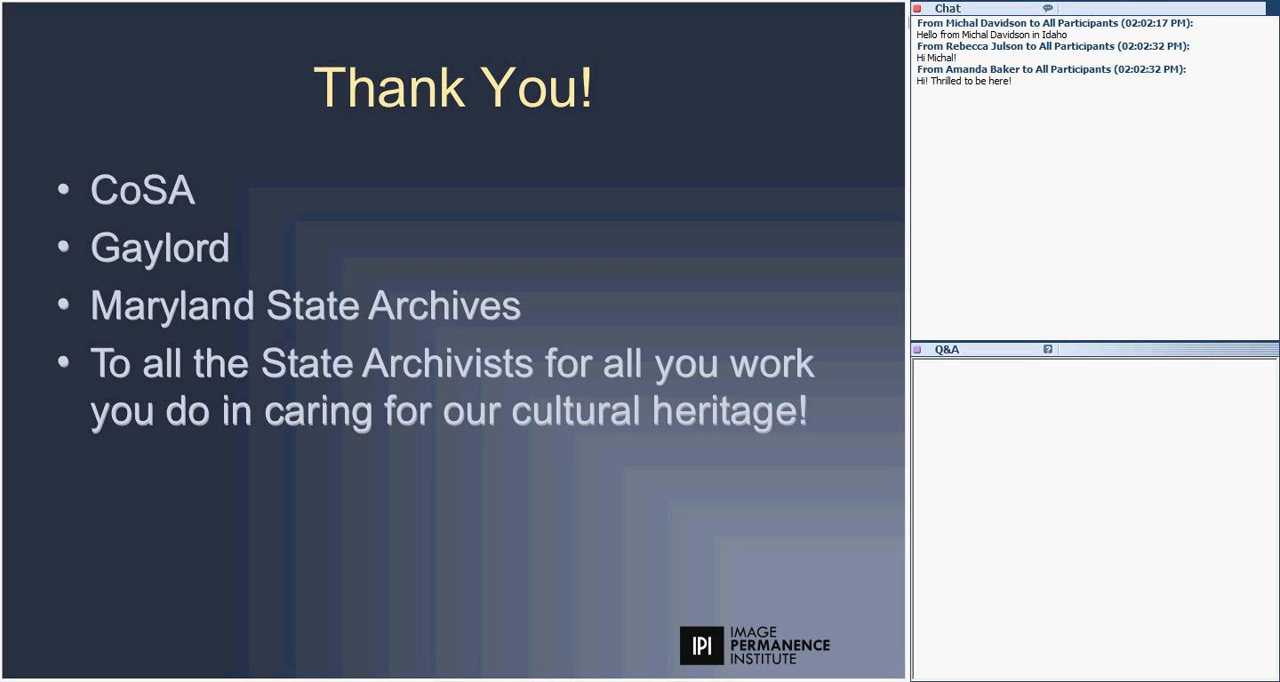 Thank You!
• CoSA
• Gaylord
• Maryland State Archives
• To all the State Archivists for all you work
you do in caring for our cultural heritage!
IPI
IMAGE
PERMANENCE
INSTITUTE
Chat
From Michal Davidson to All Participants (02:02:17 PM):
Hello from Michal Davidson in Idaho
From Rebecca Julson to All Participants (02:02:32 PM):
Hi Michal!
From Amanda Baker to All Participants (02:02:32 PM):
Hi! Thrilled to be here!
Q&A